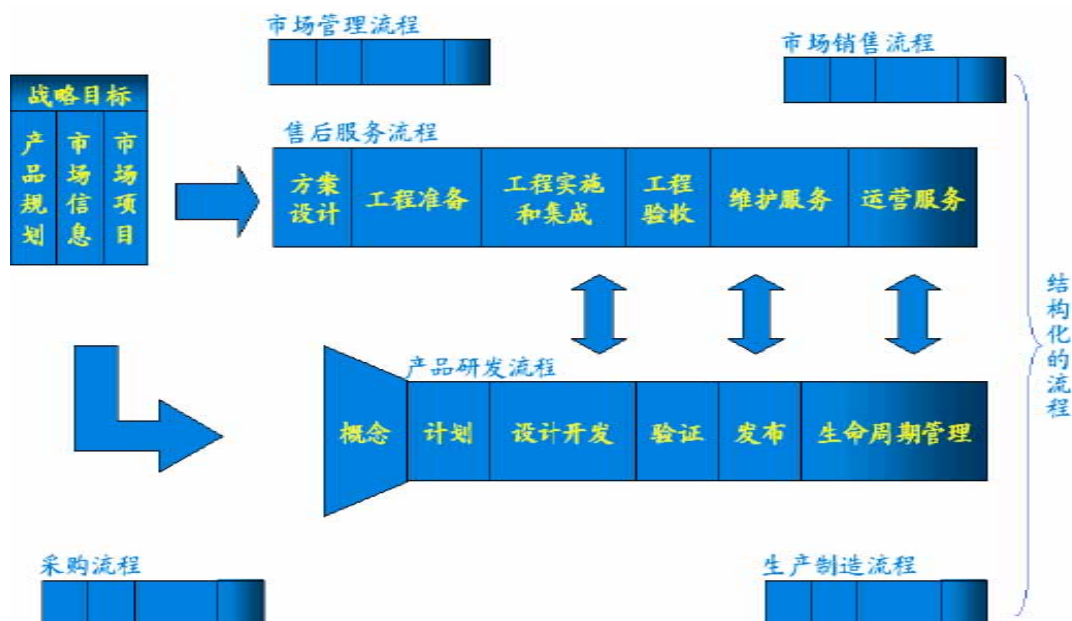 市场管理流程
市场销售流程
战略目标
产品规划
市场信息
市场项目
售后服务流程
方案
设计
工程准备
工程实施
和集成
工程
验收
维护服务
运营服务
结构化的流程
产品研发流程
概念
计划
设计开发
验证
发布
生命周期管理
采购流程
生产制造流程